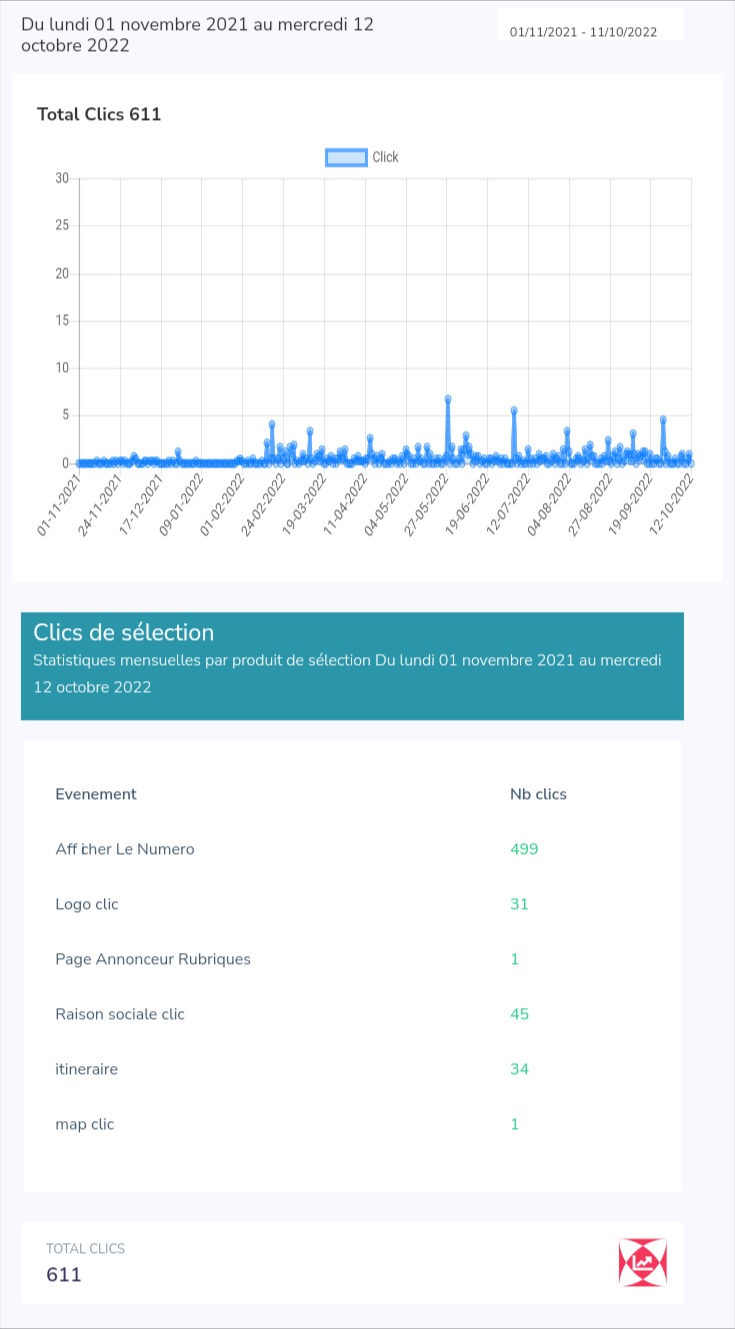 Du lundi 01 novembre 2021 au mercredi 12
octobre 2022
01/11/2021 - 11/10/2022
Total Clics 611
Click
30
25
20
15
10
5
0
01-11-2021
24-11-2021
17-12-2021
09-01-2022
01-02-2022
24-02-2022
19-03-2022
11-04-2022
04-05-2022
27-05-2022
19-06-2022
12-07-2022
04-08-2022
27-08-2022
19-09-2022
12-10-2022
Clics de sélection
Statistiques mensuelles par produit de sélection Du lundi 01 novembre 2021 au mercredi
12 octobre 2022
Evenement Nb clics
Afficher Le Numero 499
Logo clic 31
Page Annonceur Rubriques 1
Raison sociale clic 45
itineraire 34
map clic 1
TOTAL CLICS
611